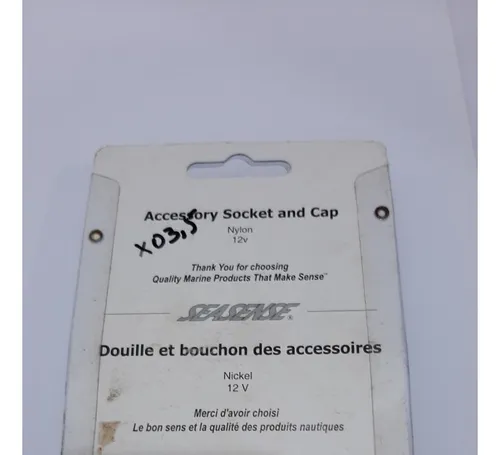 Accessory Socket and Cap
Nylon
12v
x03,5
Thank You for choosing
Quality Marine Products That Make Sense™
SEASENSE®
Douille et bouchon des accessoires
Nickel
12 V
Merci d'avoir choisi
Le bon sens et la qualité des produits nautiques